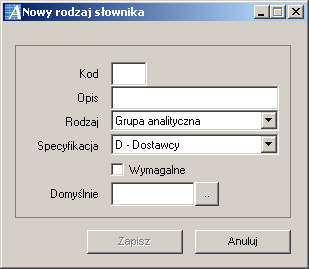 Nowy rodzaj słownika
Kod
Opis
Rodzaj Grupa analityczna
Specyfikacja D - Dostawcy
Wymagalne
Domyślnie ..
Zapisz Anuluj